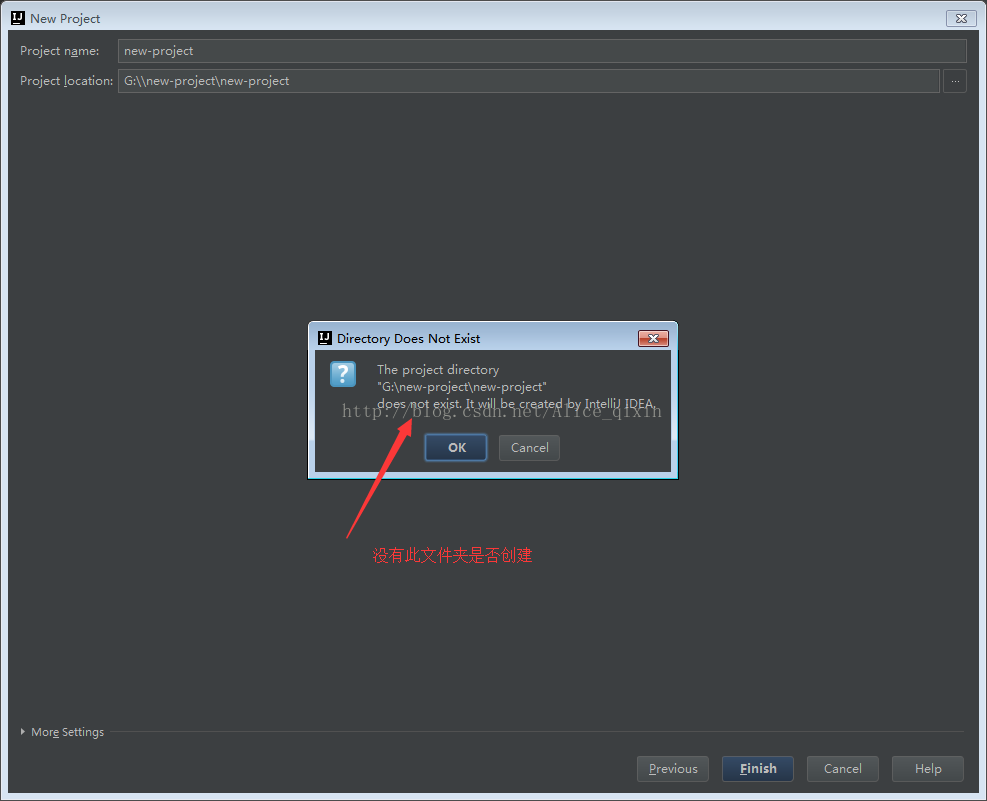 New Project
Project name:
new-project
Project location:
G:\\new-project\new-project
...
Directory Does Not Exist
The project directory
"G:\new-project\new-project"
does not exist. It will be created by IntelliJ IDEA.
http://blog.csdn.net/Alice_qixin
OK
Cancel
没有此文件夹是否创建
More Settings
Previous
Finish
Cancel
Help